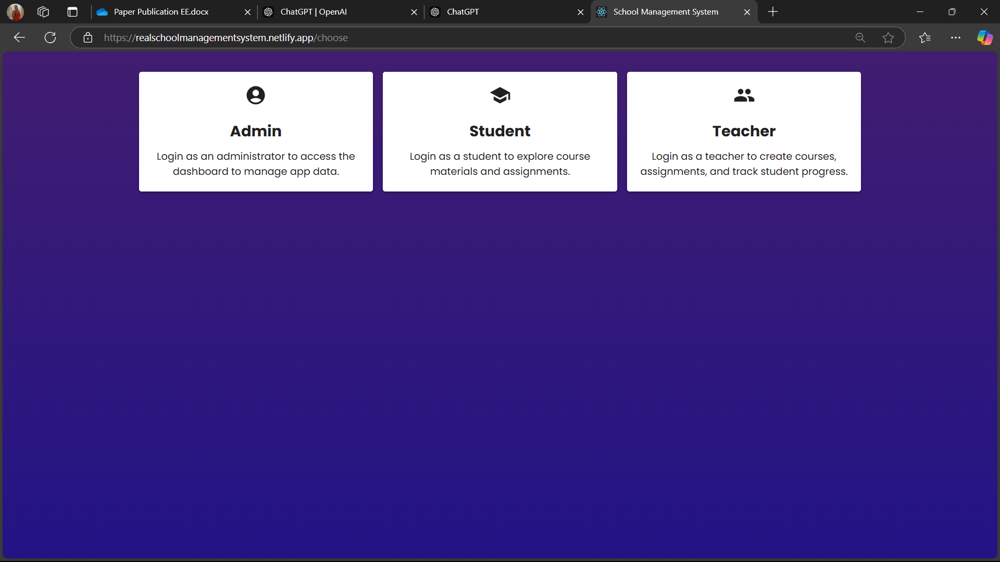 Paper Publication EE.docx
ChatGPT | OpenAI
ChatGPT
School Management System
https://realschoolmanagementsystem.netlify.app/choose
Admin
Login as an administrator to access the
dashboard to manage app data.
Student
Login as a student to explore course
materials and assignments.
Teacher
Login as a teacher to create courses,
assignments, and track student progress.